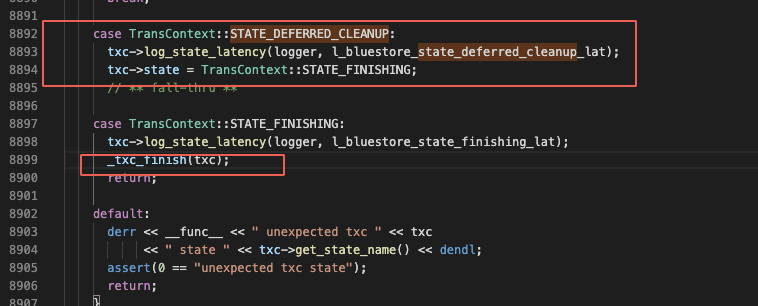 8891 break;
8892 case TransContext::STATE_DEFERRED_CLEANUP:
8893 txc->log_state_latency(logger, l_bluestore_state_deferred_cleanup_lat);
8894 txc->state = TransContext::STATE_FINISHING;
8895 // ** fall-thru **
8896
8897 case TransContext::STATE_FINISHING:
8898 txc->log_state_latency(logger, l_bluestore_state_finishing_lat);
8899 _txc_finish(txc);
8900 return;
8901
8902 default:
8903 derr << __func__ << " unexpected txc " << txc
8904 << " state " << txc->get_state_name() << dendl;
8905 assert(0 == "unexpected txc state");
8906 return;
8907 }